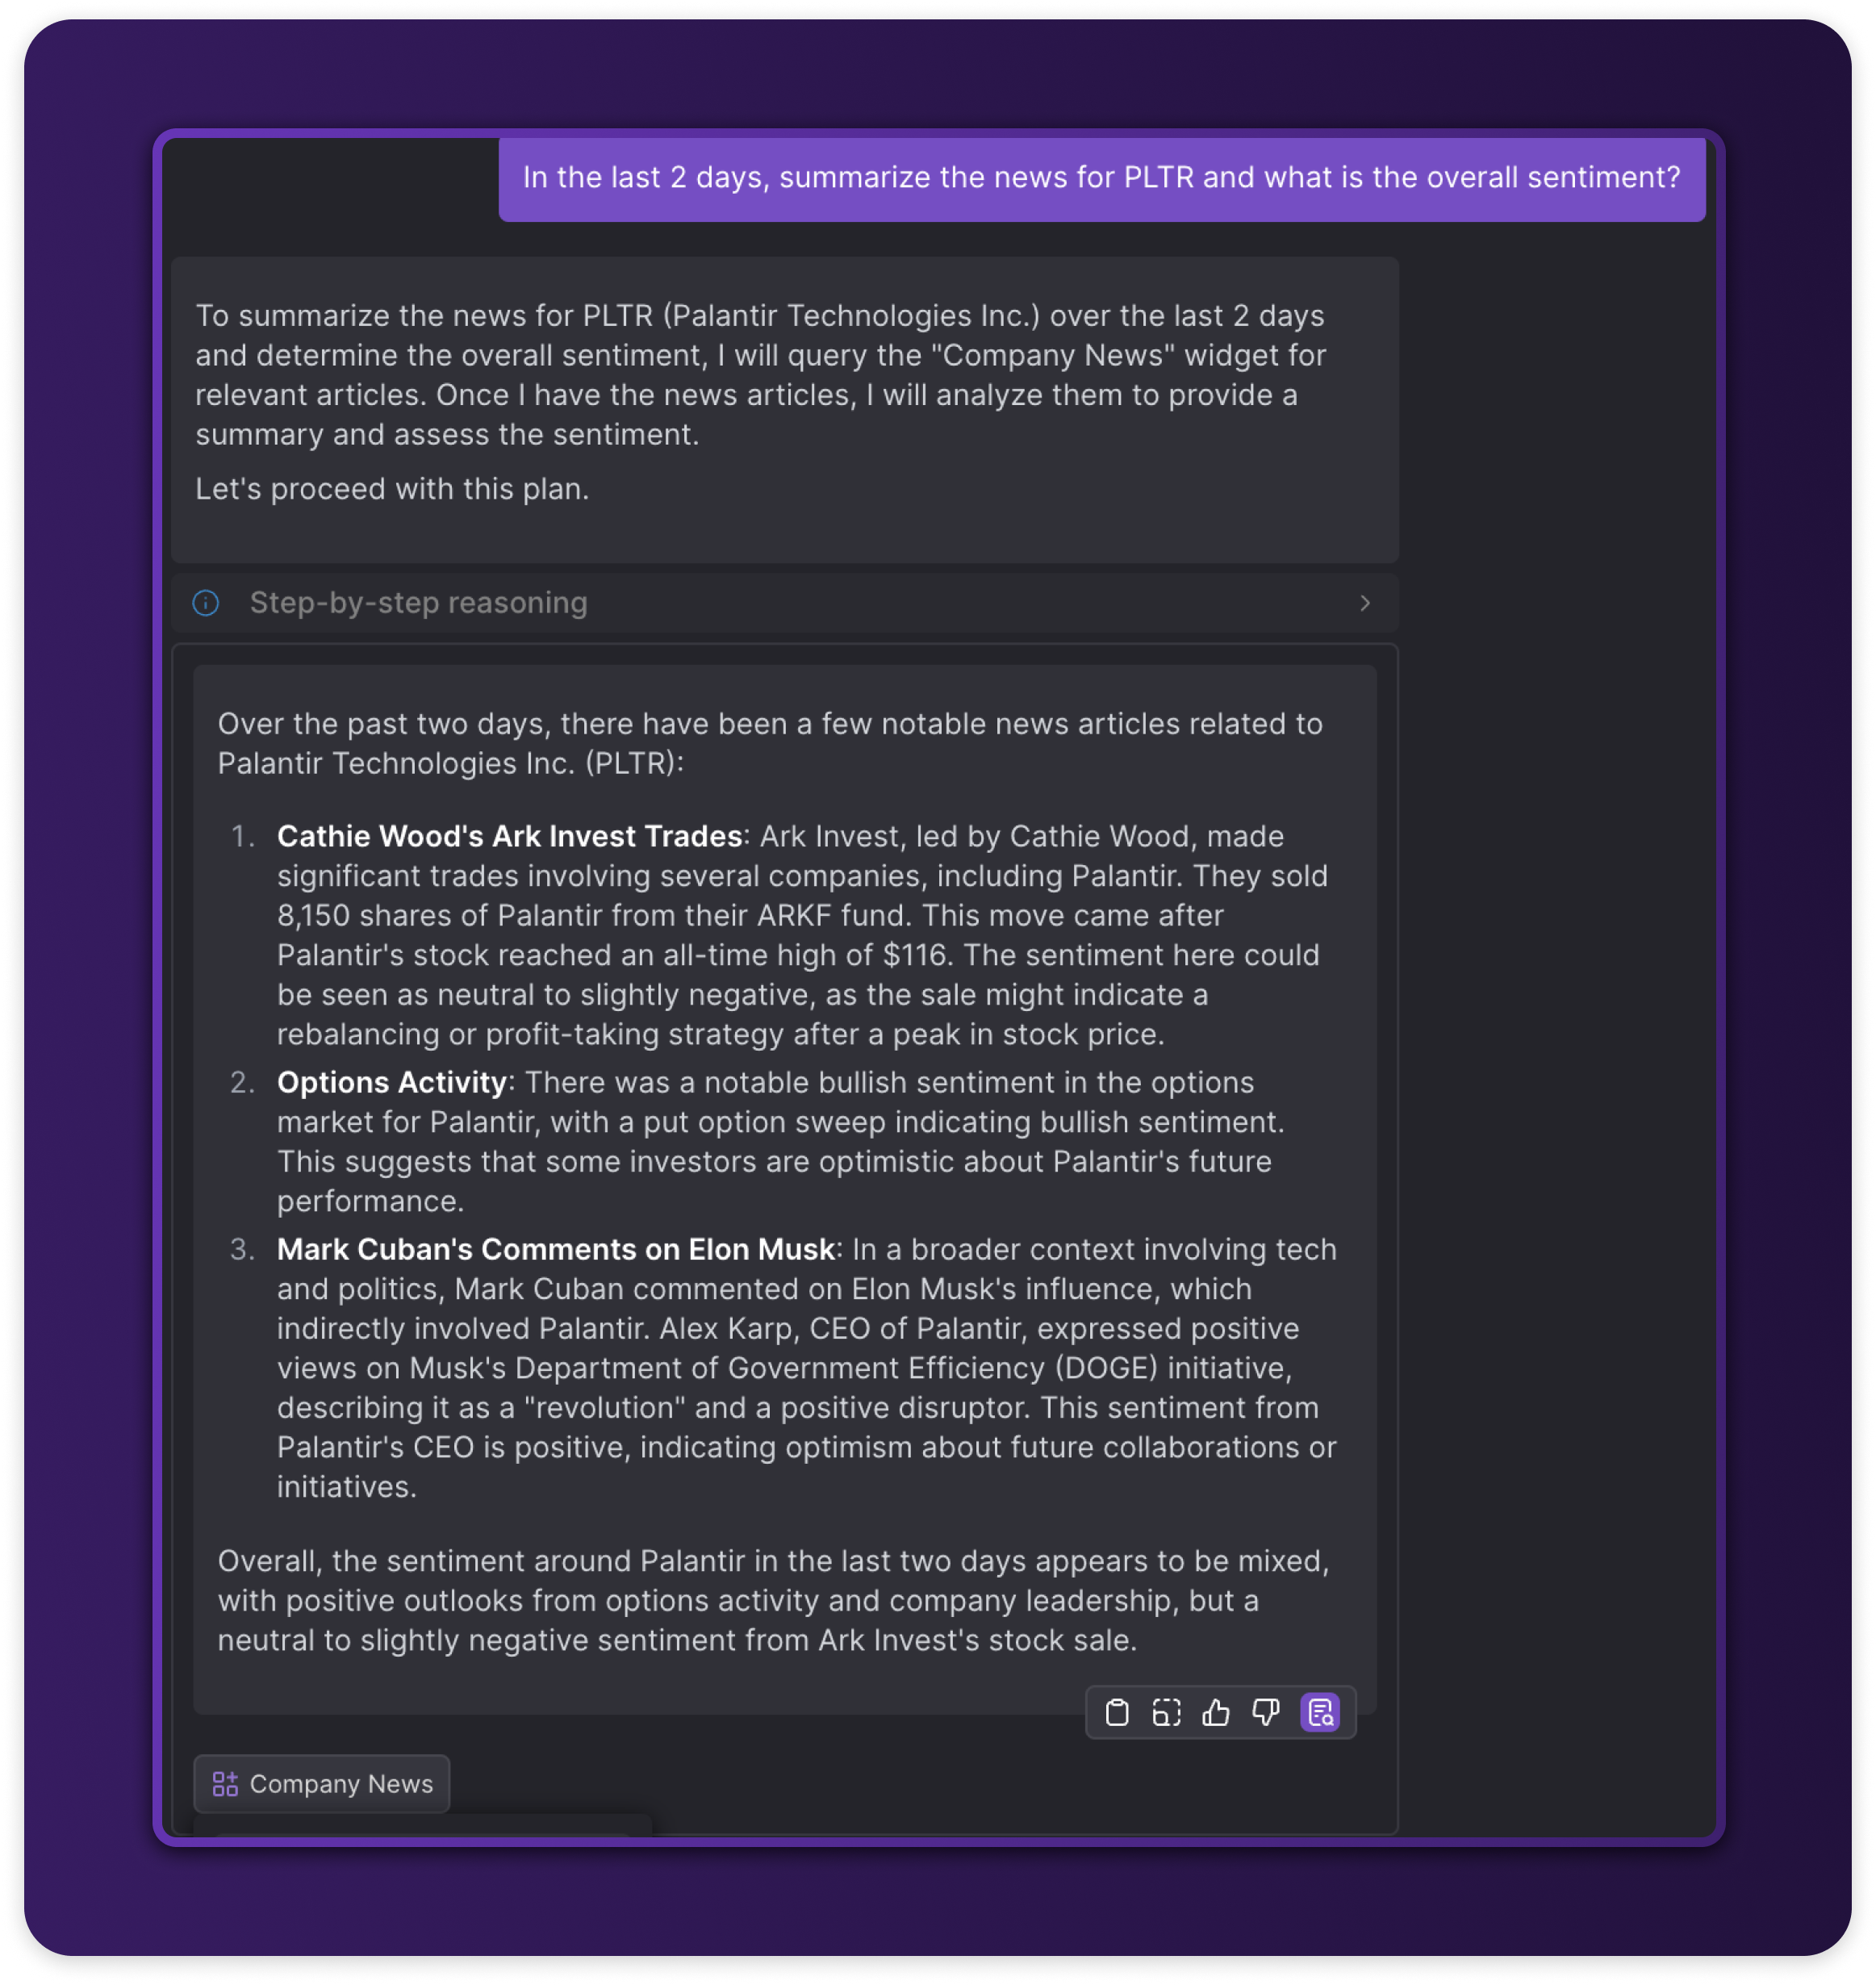 In the last 2 days, summarize the news for PLTR and what is the overall sentiment?
To summarize the news for PLTR (Palantir Technologies Inc.) over the last 2 days
and determine the overall sentiment, I will query the "Company News" widget for
relevant articles. Once I have the news articles, I will analyze them to provide a
summary and assess the sentiment.
Let's proceed with this plan.
Step-by-step reasoning
Over the past two days, there have been a few notable news articles related to
Palantir Technologies Inc. (PLTR):
1. Cathie Wood's Ark Invest Trades: Ark Invest, led by Cathie Wood, made
significant trades involving several companies, including Palantir. They sold
8,150 shares of Palantir from their ARKF fund. This move came after
Palantir's stock reached an all-time high of $116. The sentiment here could
be seen as neutral to slightly negative, as the sale might indicate a
rebalancing or profit-taking strategy after a peak in stock price.
2. Options Activity: There was a notable bullish sentiment in the options
market for Palantir, with a put option sweep indicating bullish sentiment.
This suggests that some investors are optimistic about Palantir's future
performance.
3. Mark Cuban's Comments on Elon Musk: In a broader context involving tech
and politics, Mark Cuban commented on Elon Musk's influence, which
indirectly involved Palantir. Alex Karp, CEO of Palantir, expressed positive
views on Musk's Department of Government Efficiency (DOGE) initiative,
describing it as a "revolution" and a positive disruptor. This sentiment from
Palantir's CEO is positive, indicating optimism about future collaborations or
initiatives.
Overall, the sentiment around Palantir in the last two days appears to be mixed,
with positive outlooks from options activity and company leadership, but a
neutral to slightly negative sentiment from Ark Invest's stock sale.
Company News